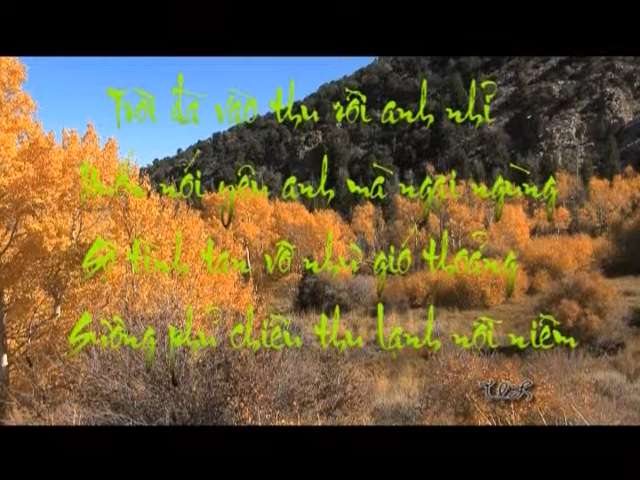 Trời đã vào thu rồi anh nhỉ
Muốn nói yêu anh mà ngại ngùng
Sợ tình tan vỡ như gió thoảng
Sương phủ chiều thu lạnh nỗi niềm